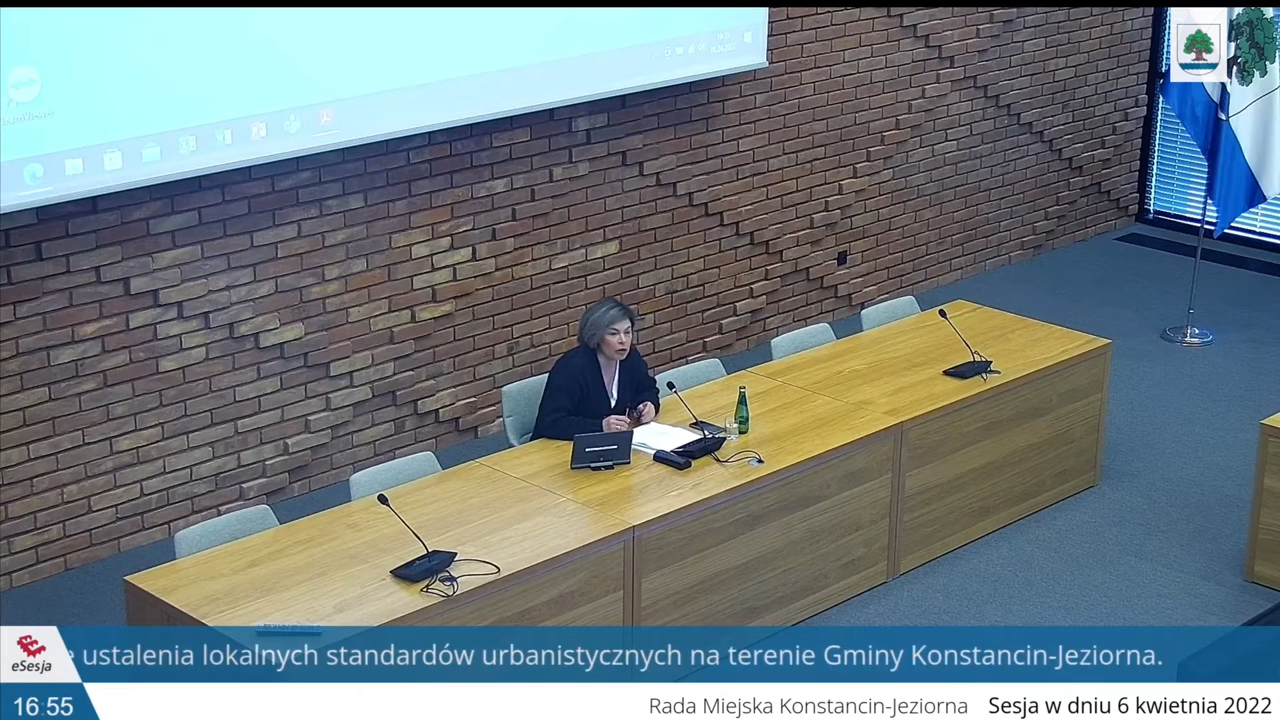 eSesja
ustalenia lokalnych standardów urbanistycznych na terenie Gminy Konstancin-Jeziorna.
16:55
Rada Miejska Konstancin-Jeziorna Sesja w dniu 6 kwietnia 2022